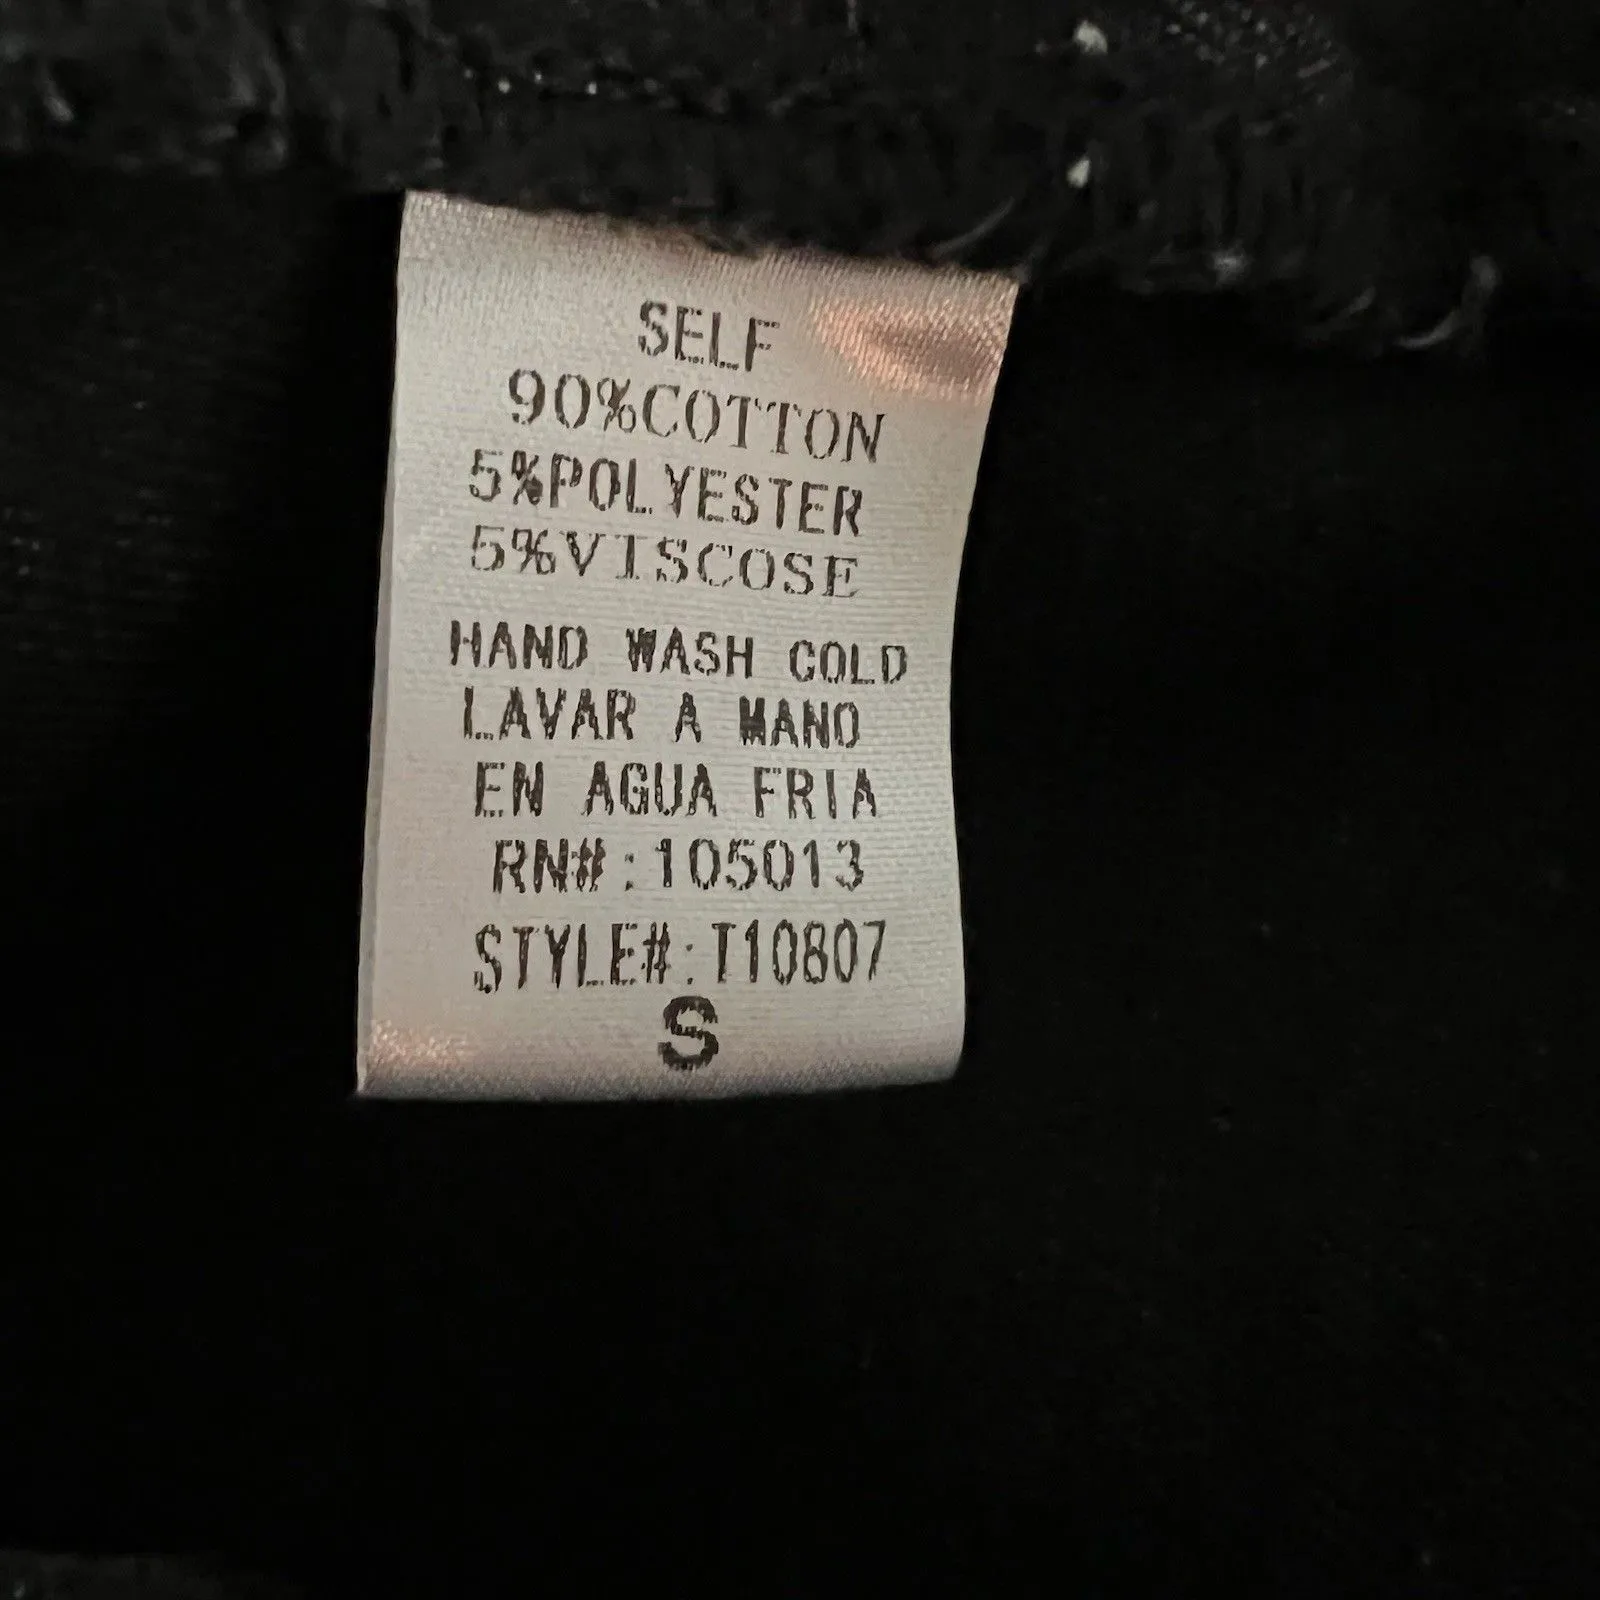 SELF
90%COTTON
5%POLYESTER
5%VISCOSE
HAND WASH COLD
LAVAR A MANO
EN AGUA FRIA
RN#:105013
STYLE#:T10807
S